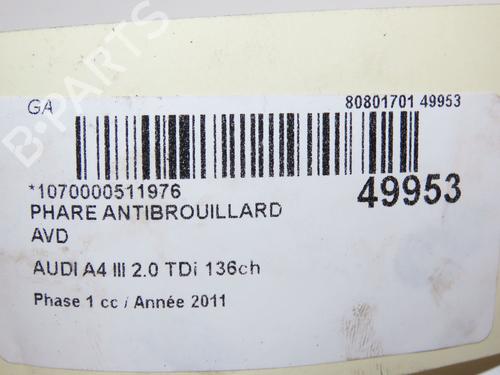 GA
80801701 49953
*1070000511976
49953
PHARE ANTIBROUILLARD
AVD
AUDI A4 III 2.0 TDi 136ch
Phase 1 cc / Année 2011
B-PARTS